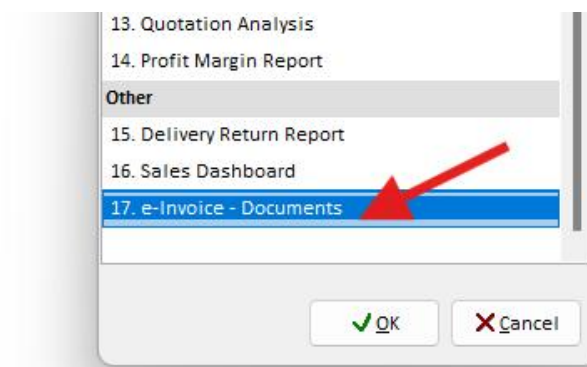 13. Quotation Analysis
14. Profit Margin Report
Other
15. Delivery Return Report
16. Sales Dashboard
17. e-Invoice - Documents
OK
Cancel